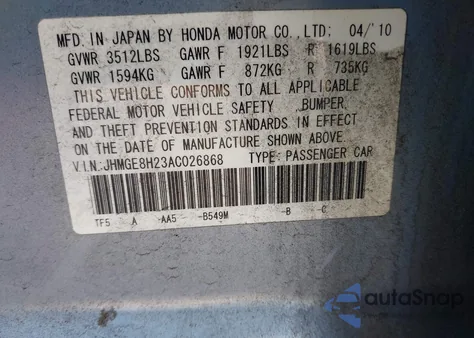 MFD. IN JAPAN BY HONDA MOTOR CO., LTD: 04/'10
GVWR 3512LBS GAWR F 1921LBS R 1619LBS
GVWR 1594KG GAWR F 872KG R 735KG
THIS VEHICLE CONFORMS TO ALL APPLICABLE
FEDERAL MOTOR VEHICLE SAFETY, BUMPER,
AND THEFT PREVENTION STANDARDS IN EFFECT
ON THE DATE OF MANUFACTURE SHOWN ABOVE.
V.I.N: JHMGE8H23AC026868 TYPE: PASSENGER CAR
TF5 A -AA5 -B549M -B -C
autoSnap